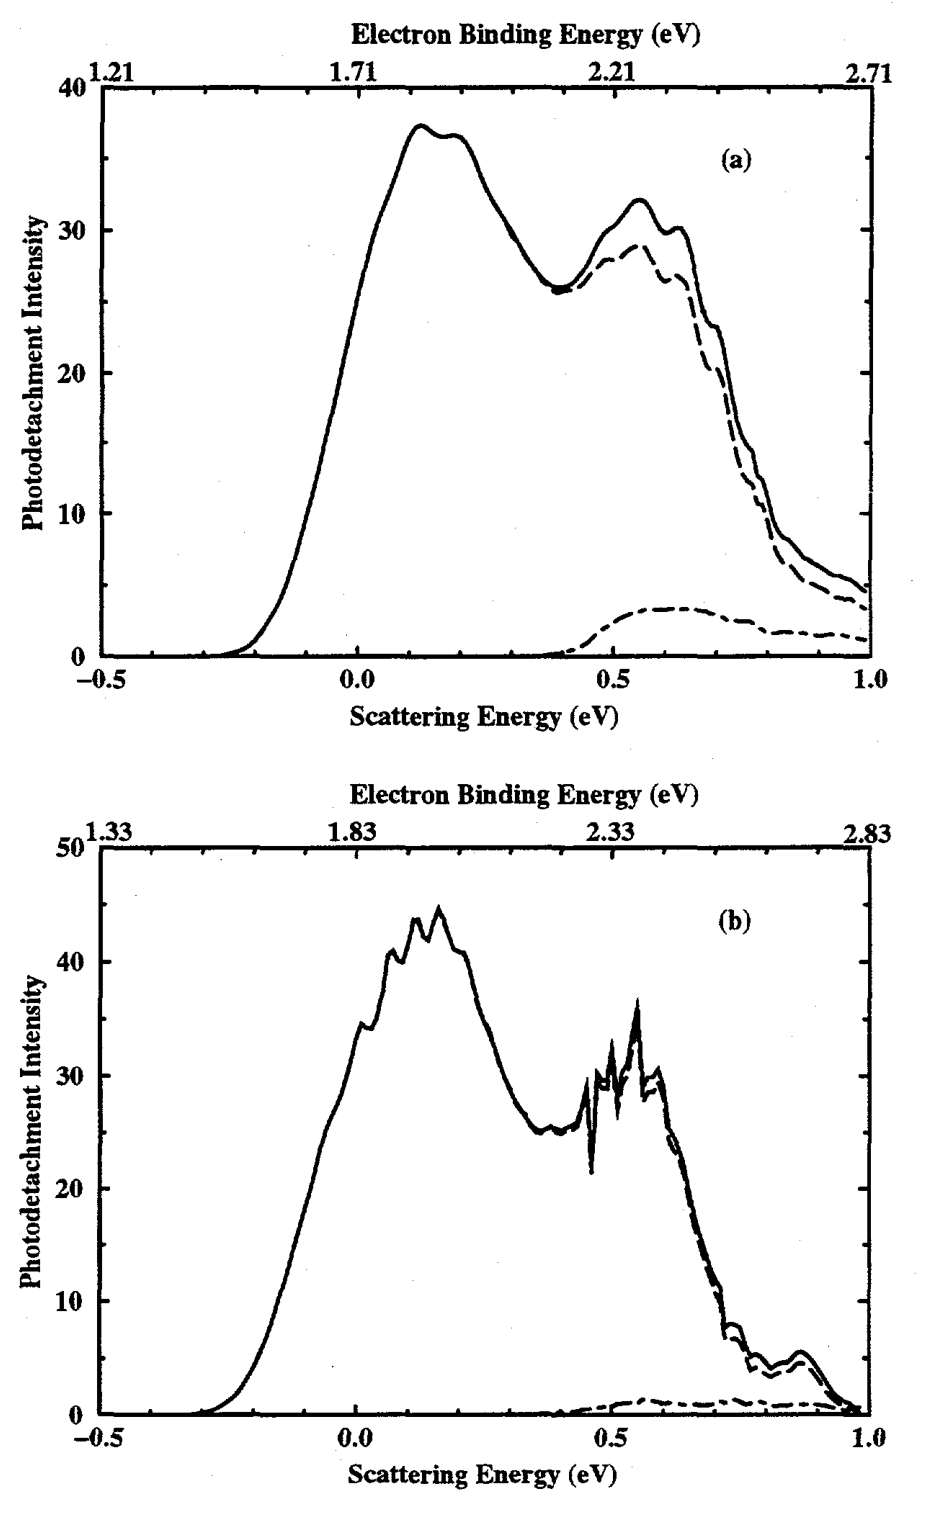 Electron Binding Energy (eV)
1.21 1.71 2.21 2.71
40
(a)
30
Photodetachment Intensity
20
10
0
−0.5 0.0 0.5 1.0
Scattering Energy (eV)
Electron Binding Energy (eV)
1.33 1.83 2.33 2.83
50
(b)
40
30
Photodetachment Intensity
20
10
0
−0.5 0.0 0.5 1.0
Scattering Energy (eV)